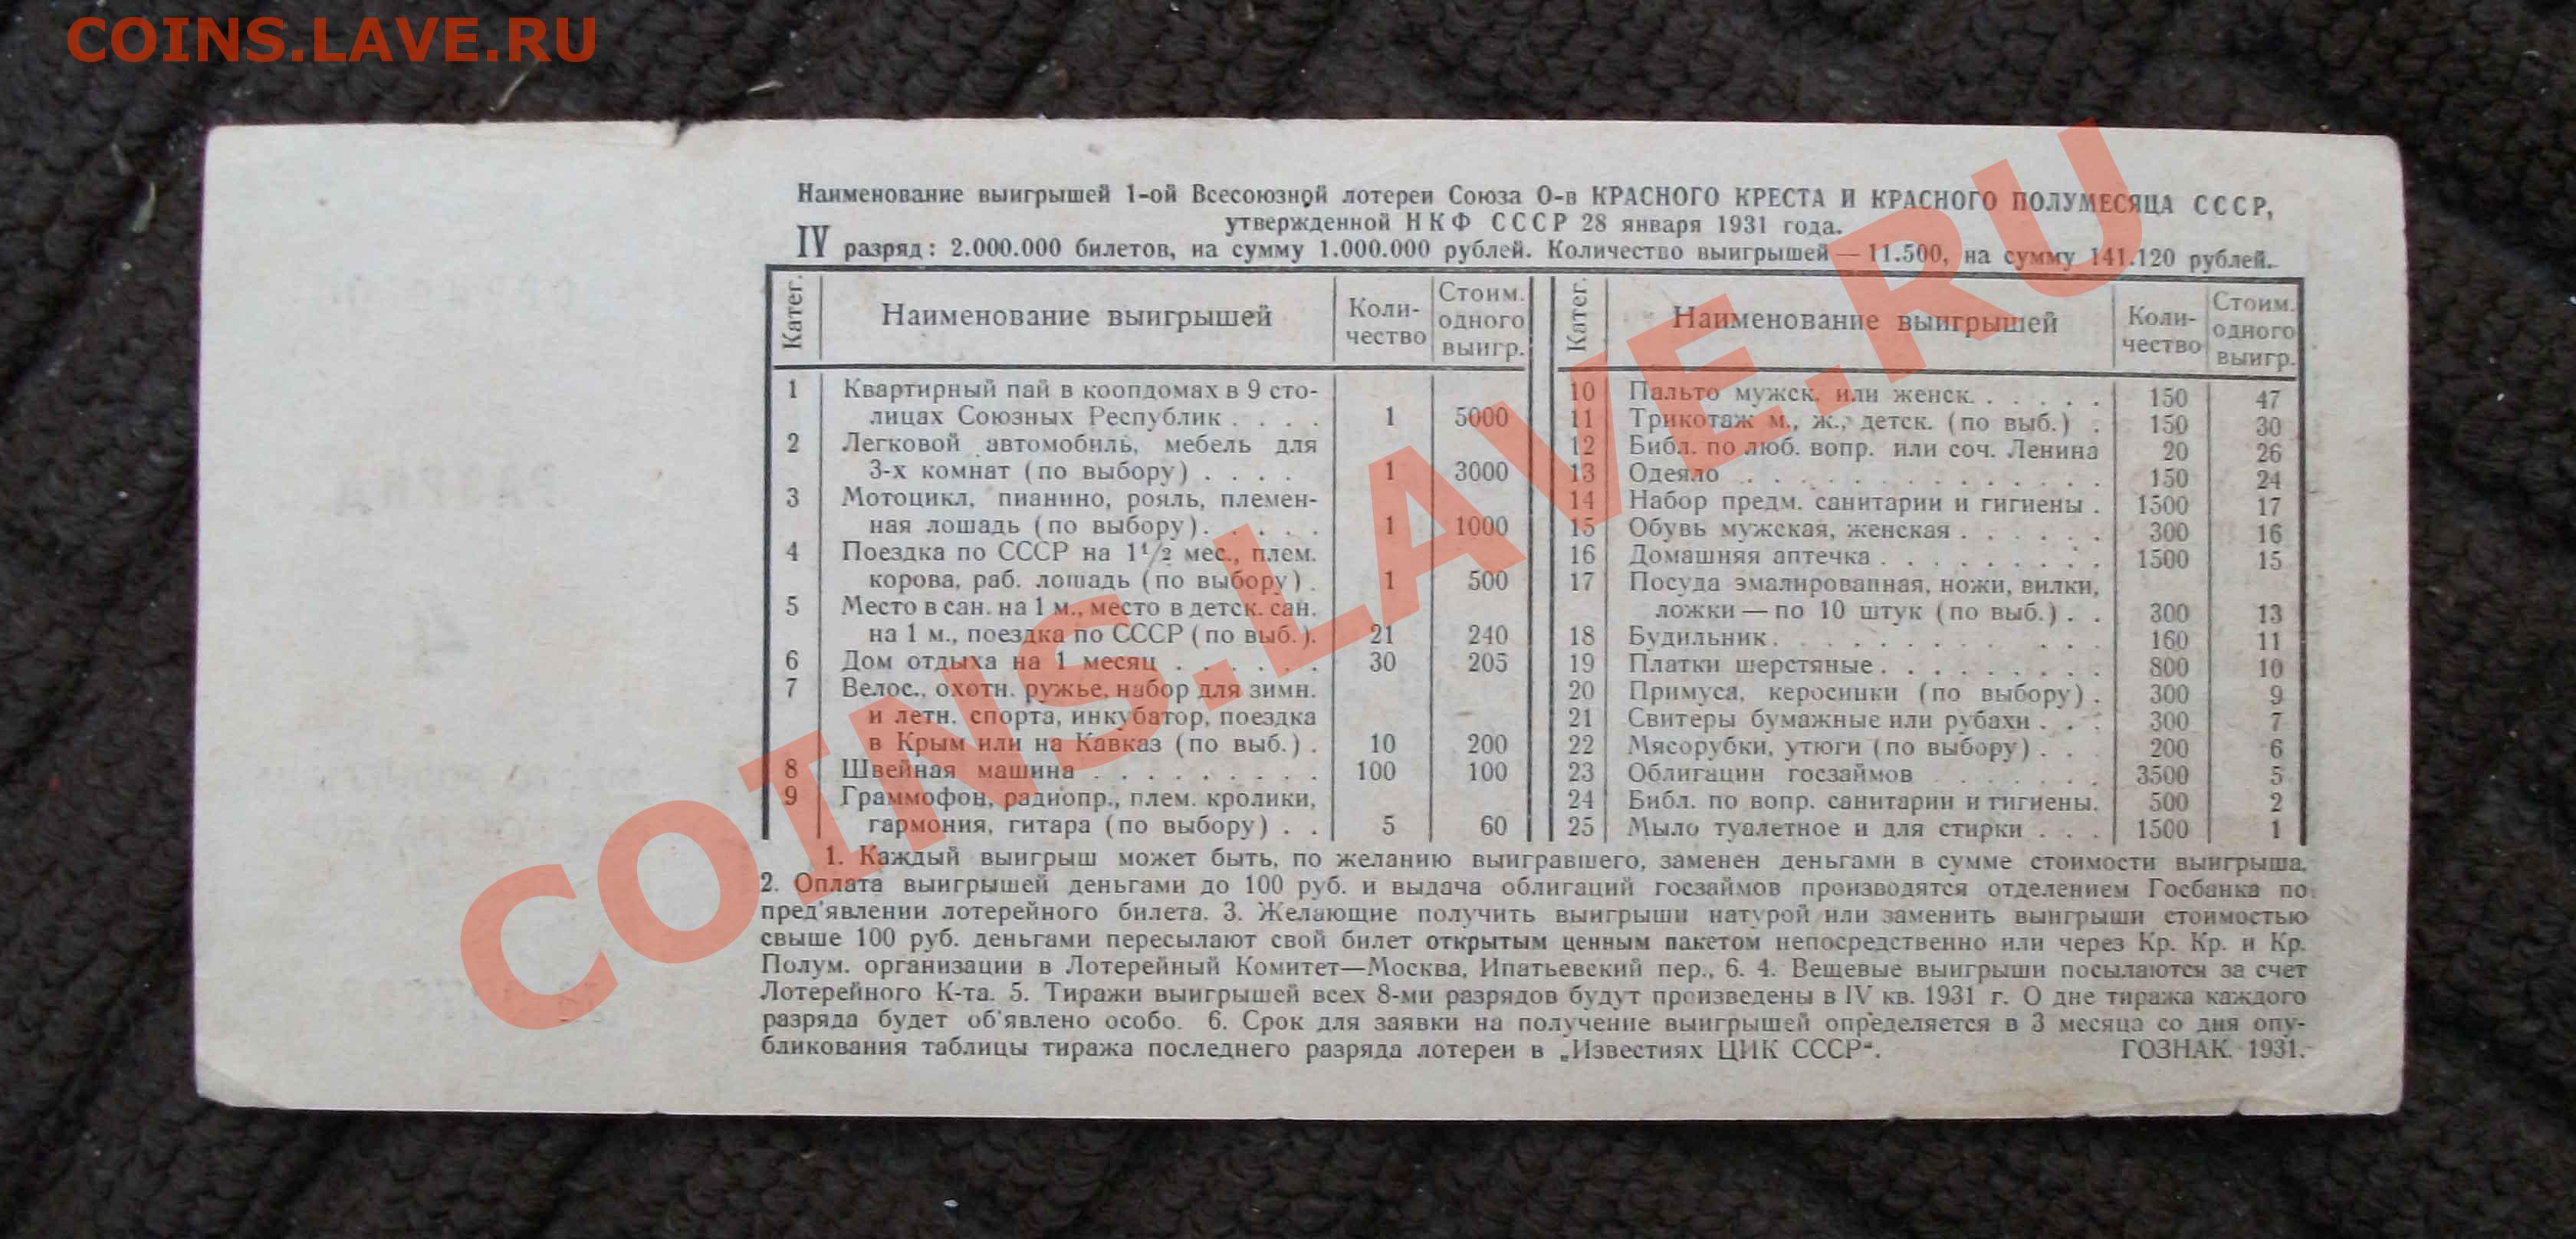 COINS.LAVE.RU
Наименование выигрышей 1-ой Всесоюзной лотереи Союза О-в КРАСНОГО КРЕСТА И КРАСНОГО ПОЛУМЕСЯЦА СССР,
утвержденной НКФ СССР 28 января 1931 года.
IV разряд: 2.000.000 билетов, на сумму 1.000.000 рублей. Количество выигрышей — 11.500, на сумму 141.120 рублей.
Катег. Наименование выигрышей Коли- Стоим.
чество одного
выигр.
1 Квартирный пай в коопдомах в 9 сто-
лицах Союзных Республик . . . . 1 5000
2 Легковой автомобиль, мебель для
3-х комнат (по выбору) . . . . 1 3000
3 Мотоцикл, пианино, рояль, племен-
ная лошадь (по выбору) . . . . . 1 1000
4 Поездка по СССР на 1½ мес., плем.
корова, раб. лошадь (по выбору) . 1 500
5 Место в сан. на 1 м., место в детск. сан.
на 1 м., поездка по СССР (по выб.). 21 240
6 Дом отдыха на 1 месяц . . . . . . 30 205
7 Велос., охотн. ружье, набор для зимн.
и летн. спорта, инкубатор, поездка
в Крым или на Кавказ (по выб.) . 10 200
8 Швейная машина . . . . . . . . . 100 100
9 Граммофон, радиопр., плем. кролики,
гармония, гитара (по выбору) . . 5 60
Катег. Наименование выигрышей Коли- Стоим.
чество одного
выигр.
10 Пальто мужск. или женск. . . . . . 150 47
11 Трикотаж м., ж., детск. (по выб.) . 150 30
12 Библ. по люб. вопр. или соч. Ленина 20 26
13 Одеяло . . . . . . . . . . . . . 150 24
14 Набор предм. санитарии и гигиены . 1500 17
15 Обувь мужская, женская . . . . . . 300 16
16 Домашняя аптечка . . . . . . . . . 1500 15
17 Посуда эмалированная, ножи, вилки,
ложки — по 10 штук (по выб.) . . 300 13
18 Будильник . . . . . . . . . . . 160 11
19 Платки шерстяные . . . . . . . . . 800 10
20 Примуса, керосинки (по выбору) . 300 9
21 Свитеры бумажные или рубахи . . . 300 7
22 Мясорубки, утюги (по выбору) . . . 200 6
23 Облигации госзаймов . . . . . . 3500 5
24 Библ. по вопр. санитарии и гигиены. 500 2
25 Мыло туалетное и для стирки . . . 1500 1
1. Каждый выигрыш может быть, по желанию выигравшего, заменен деньгами в сумме стоимости выигрыша.
2. Оплата выигрышей деньгами до 100 руб. и выдача облигаций госзаймов производятся отделением Госбанка по
пред'явлении лотерейного билета. 3. Желающие получить выигрыши натурой или заменить выигрыши стоимостью
свыше 100 руб. деньгами пересылают свой билет открытым ценным пакетом непосредственно или через Кр. Кр. и Кр.
Полум. организации в Лотерейный Комитет—Москва, Ипатьевский пер., 6. 4. Вещевые выигрыши посылаются за счет
Лотерейного К-та. 5. Тиражи выигрышей всех 8-ми разрядов будут произведены в IV кв. 1931 г. О дне тиража каждого
разряда будет об'явлено особо. 6. Срок для заявки на получение выигрышей определяется в 3 месяца со дня опу-
бликования таблицы тиража последнего разряда лотереи в „Известиях ЦИК СССР“. ГОЗНАК. 1931.
COINS.LAVE.RU